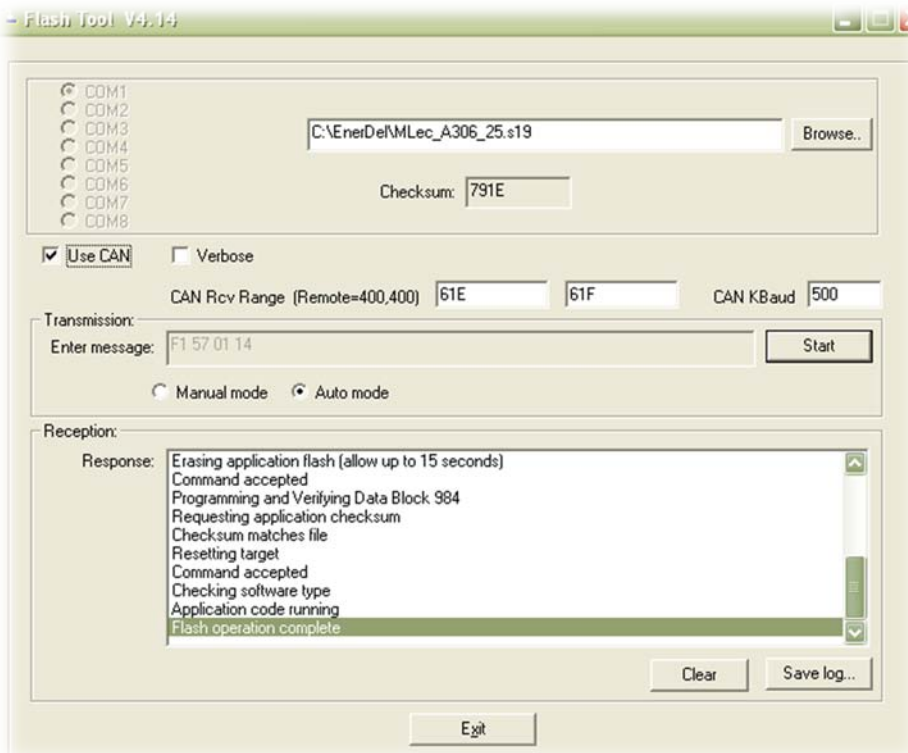 Flash Tool V4.14
COM1
COM2
COM3
COM4
COM5
COM6
COM7
COM8
C:\EnerDel\MLec_A306_25.s19
Browse..
Checksum: 791E
Use CAN
Verbose
CAN Rcv Range (Remote=400,400) 61E 61F CAN KBaud 500
Transmission:
Enter message: F1 57 01 14 Start
Manual mode Auto mode
Reception:
Response: Erasing application flash (allow up to 15 seconds)
Command accepted
Programming and Verifying Data Block 984
Requesting application checksum
Checksum matches file
Resetting target
Command accepted
Checking software type
Application code running
Flash operation complete
Clear Save log...
Exit